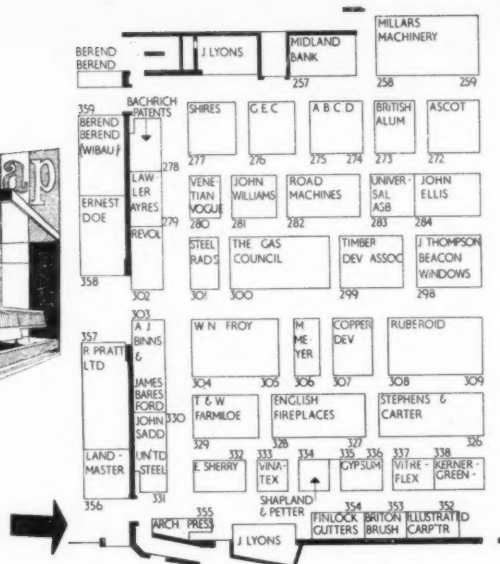 ap
BEREND
BEREND
J LYONS
MIDLAND
BANK
257
MILLARS
MACHINERY
258
259
359
BEREND
BEREND
(WIBAU)
BACHRICH
PATENTS
278
SHIRES
277
G E C
276
A B C D
275
274
BRITISH
ALUM
273
ASCOT
272
ERNEST
DOE
358
LAW-
LER
AYRES
279
REVOL
302
VENE-
TIAN
VOGUE
280
JOHN
WILLIAMS
281
ROAD
MACHINES
282
UNIVER-
SAL
ASB
283
JOHN
ELLIS
284
STEEL
RADS
301
THE GAS
COUNCIL
300
TIMBER
DEV ASSOC
299
J THOMPSON
BEACON
WINDOWS
298
357
R PRATT
LTD
303
A J
BINNS
&
JAMES
BARES
FORD
330
JOHN
SADD
UN'TD
STEEL
331
W N FROY
304
305
M
ME-
YER
306
COPPER
DEV
307
RUBEROID
308
309
T & W
FARMILOE
329
ENGLISH
FIREPLACES
328
327
STEPHENS &
CARTER
326
LAND-
MASTER
356
332
E SHERRY
333
VINA-
TEX
334
SHAPLAND
& PETTER
335
336
GYPSUM
337
VITRE-
FLEX
338
KERNER-
GREEN-
355
ARCH PRESS
J LYONS
354
FINLOCK
GUTTERS
353
BRITON
BRUSH
352
ILLUSTRATED
CARP'TR